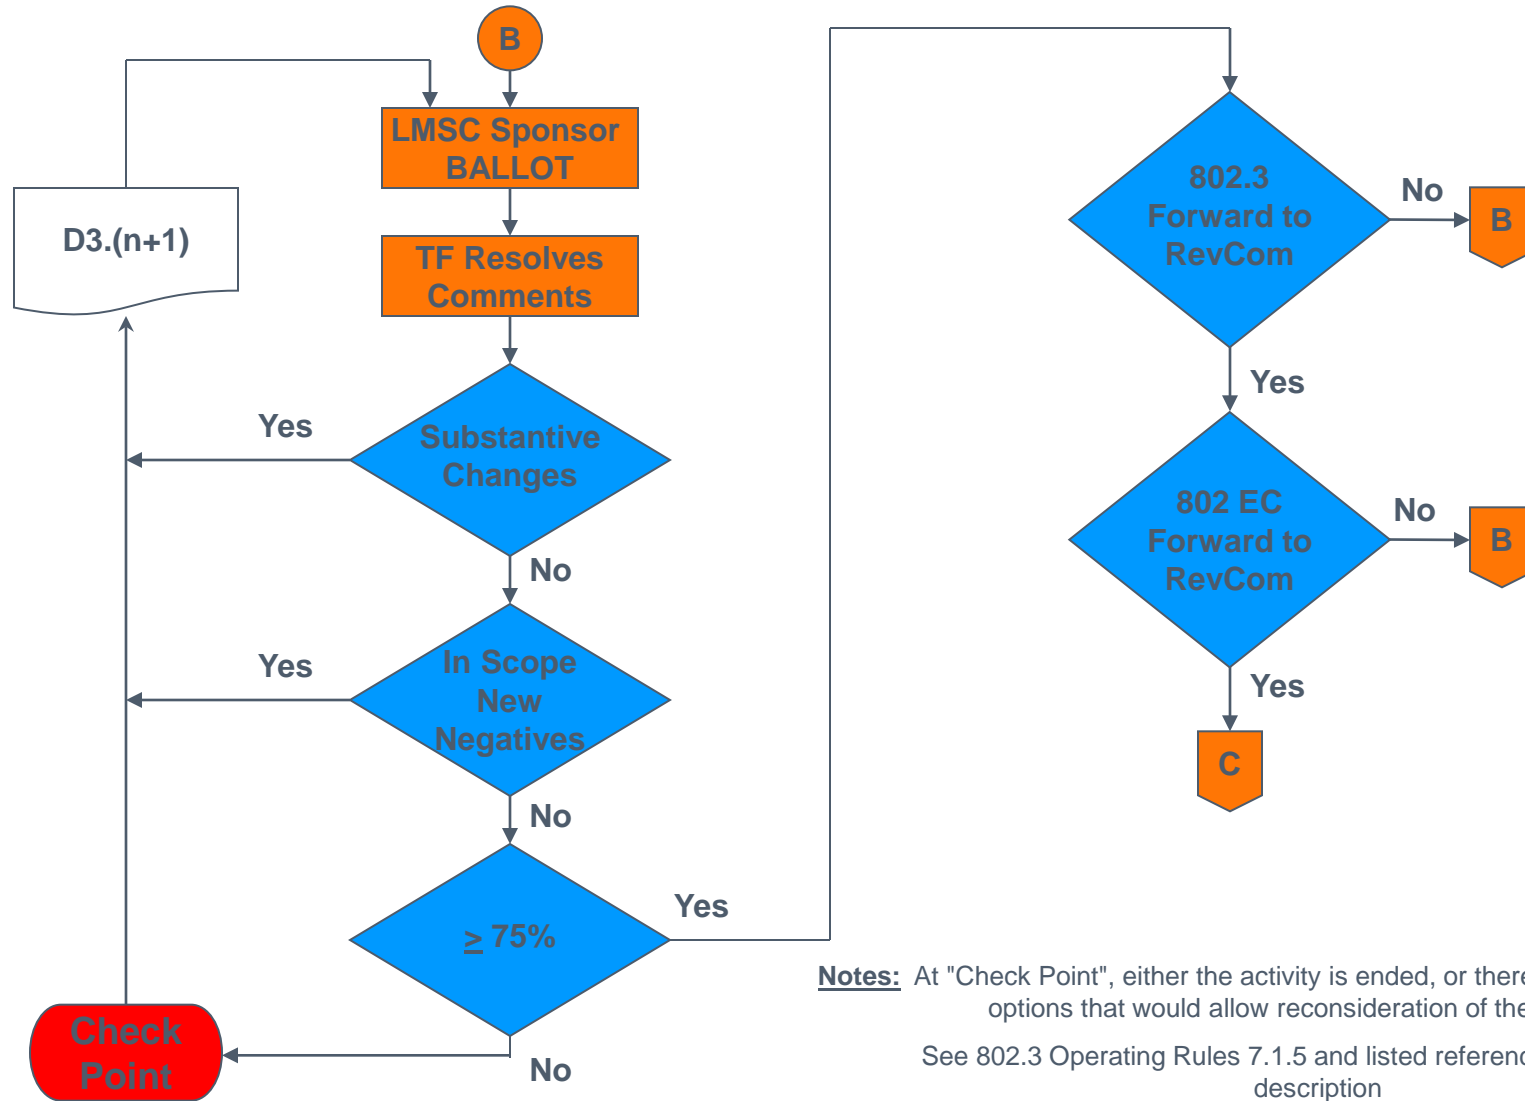 B
LMSC Sponsor
BALLOT
D3.(n+1)
TF Resolves
Comments
Yes
Substantive
Changes
No
Yes
In Scope
New
Negatives
No
≥ 75%
Yes
Check
Point
No
802.3
Forward to
RevCom
No
B
Yes
802 EC
Forward to
RevCom
No
B
Yes
C
Notes: At "Check Point", either the activity is ended, or there
options that would allow reconsideration of the
See 802.3 Operating Rules 7.1.5 and listed
description